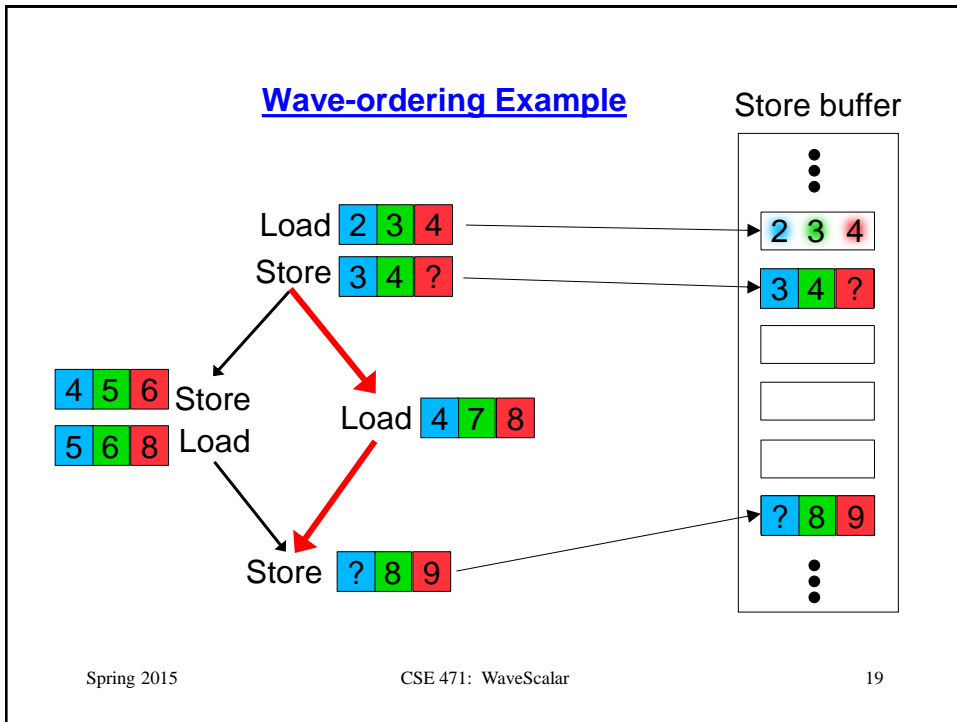 Wave-ordering Example
Store buffer
Load 2 3 4
2 3 4
Store 3 4 ?
3 4 ?
4 5 6 Store
Load 4 7 8
5 6 8 Load
Store ? 8 9
? 8 9
Spring 2015
CSE 471: WaveScalar
19